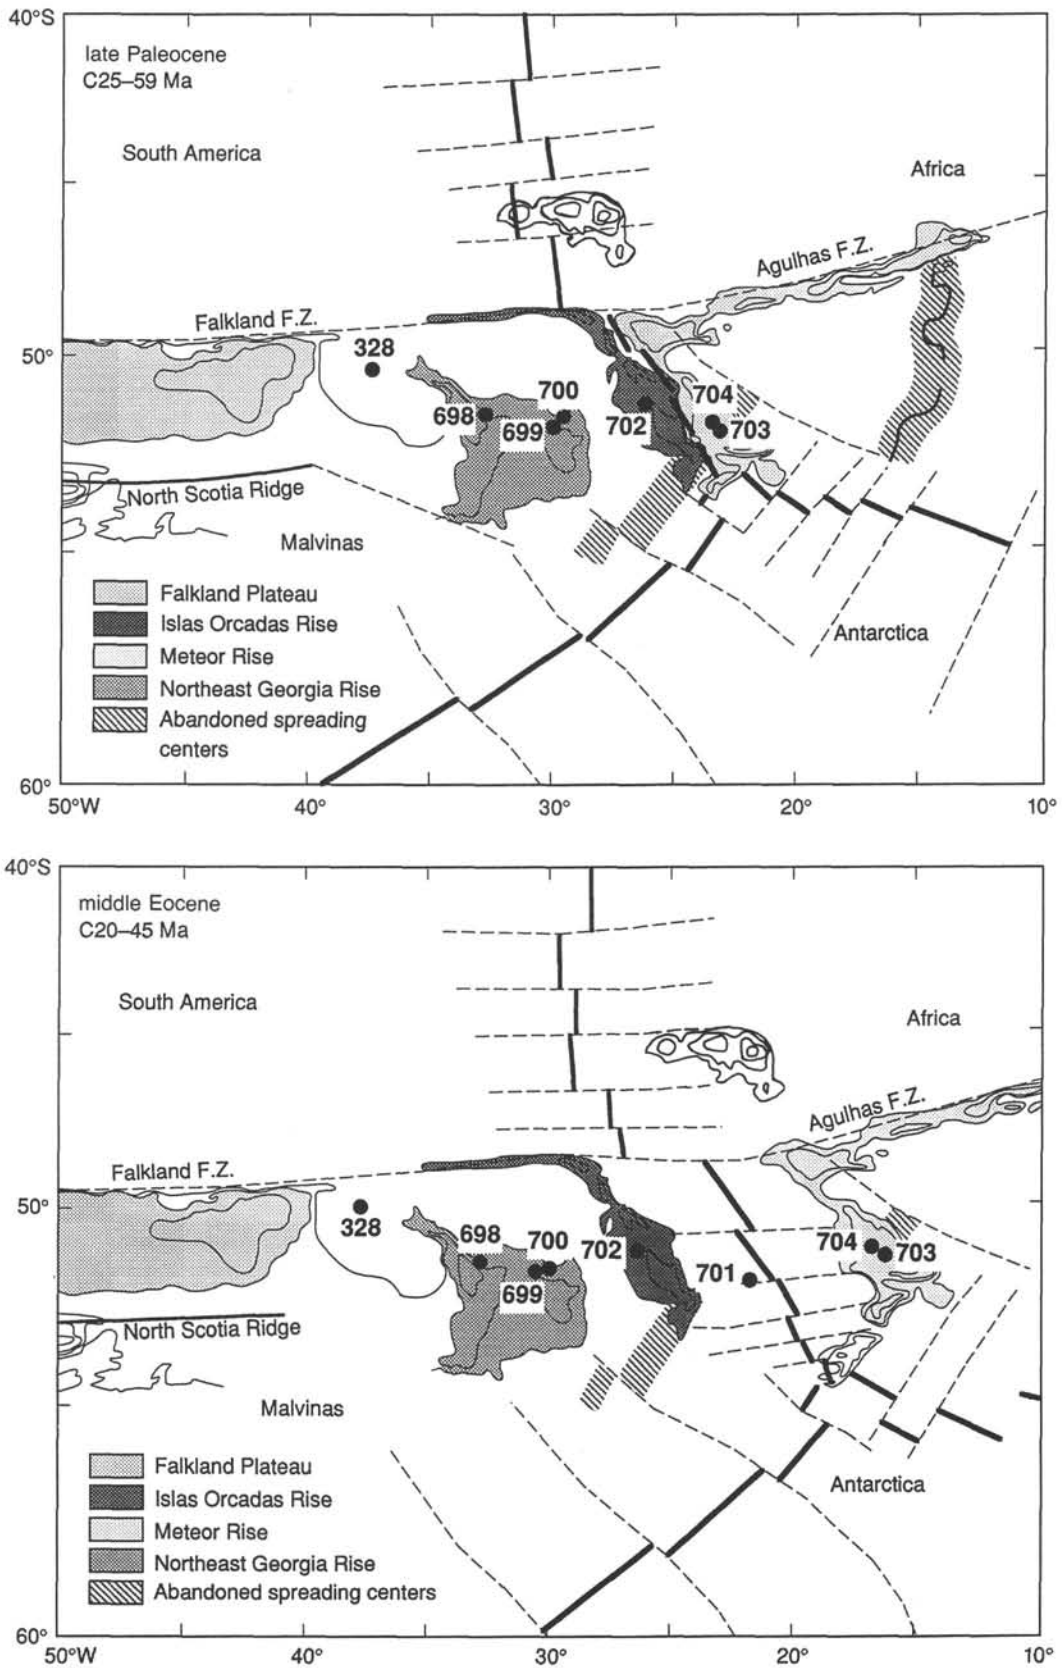 40°S
late Paleocene
C25–59 Ma
South America
Africa
Agulhas F.Z.
Falkland F.Z.
50°
328
700
704
698
699
702
703
North Scotia Ridge
Malvinas
Falkland Plateau
Islas Orcadas Rise
Antarctica
Meteor Rise
Northeast Georgia Rise
Abandoned spreading
centers
60°
50°W
40°
30°
20°
10°
40°S
middle Eocene
C20–45 Ma
South America
Africa
Agulhas F.Z.
Falkland F.Z.
50°
328
698
700
702
704
703
701
699
North Scotia Ridge
Malvinas
Falkland Plateau
Antarctica
Islas Orcadas Rise
Meteor Rise
Northeast Georgia Rise
Abandoned spreading centers
60°
50°W
40°
30°
20°
10°